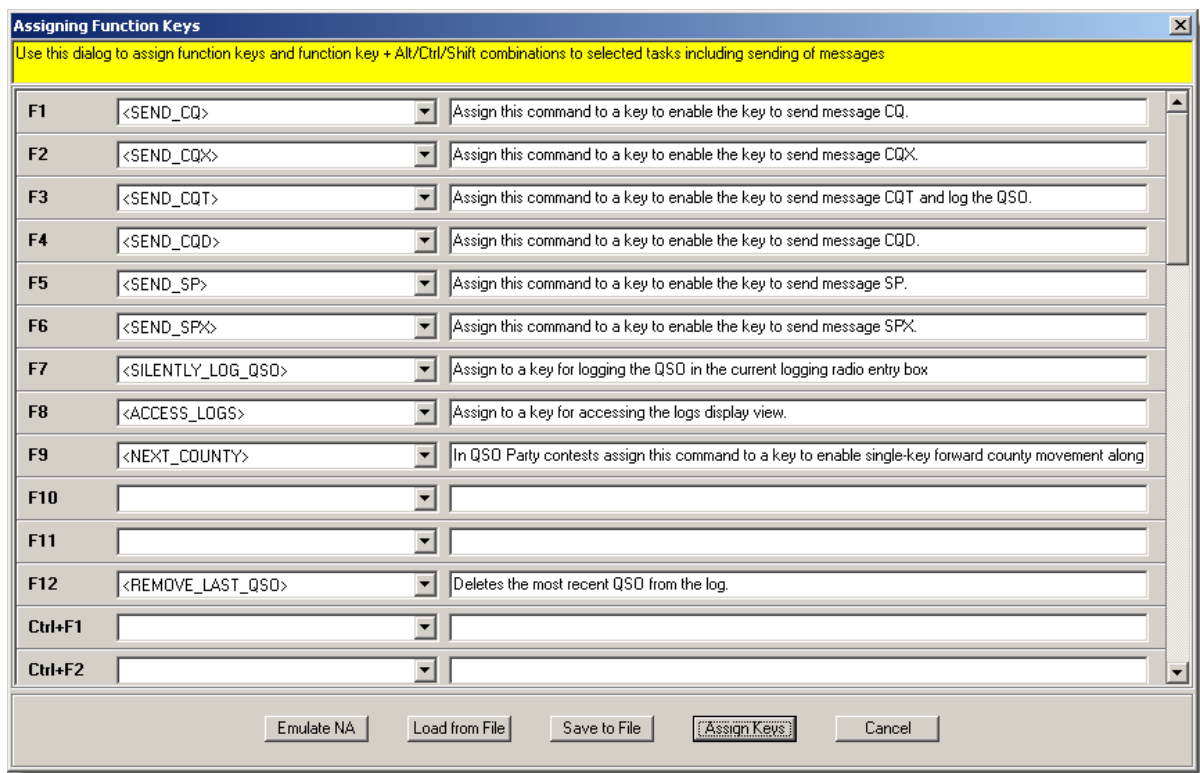 Assigning Function Keys
Use this dialog to assign function keys and function key + Alt/Ctrl/Shift combinations to selected tasks including sending of messages
F1 <SEND_CQ> Assign this command to a key to enable the key to send message CQ.
F2 <SEND_CQX> Assign this command to a key to enable the key to send message CQX.
F3 <SEND_CQT> Assign this command to a key to enable the key to send message CQT and log the QSO.
F4 <SEND_CQD> Assign this command to a key to enable the key to send message CQD.
F5 <SEND_SP> Assign this command to a key to enable the key to send message SP.
F6 <SEND_SPX> Assign this command to a key to enable the key to send message SPX.
F7 <SILENTLY_LOG_QSO> Assign to a key for logging the QSO in the current logging radio entry box
F8 <ACCESS_LOGS> Assign to a key for accessing the logs display view.
F9 <NEXT_COUNTY> In QSO Party contests assign this command to a key to enable single-key forward county movement along
F10
F11
F12 <REMOVE_LAST_QSO> Deletes the most recent QSO from the log.
Ctrl+F1
Ctrl+F2
Emulate NA Load from File Save to File Assign Keys Cancel